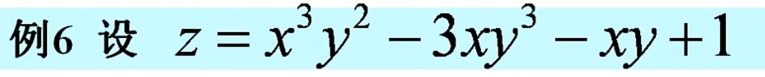 例6 设 z = x³y² − 3xy³ − xy + 1